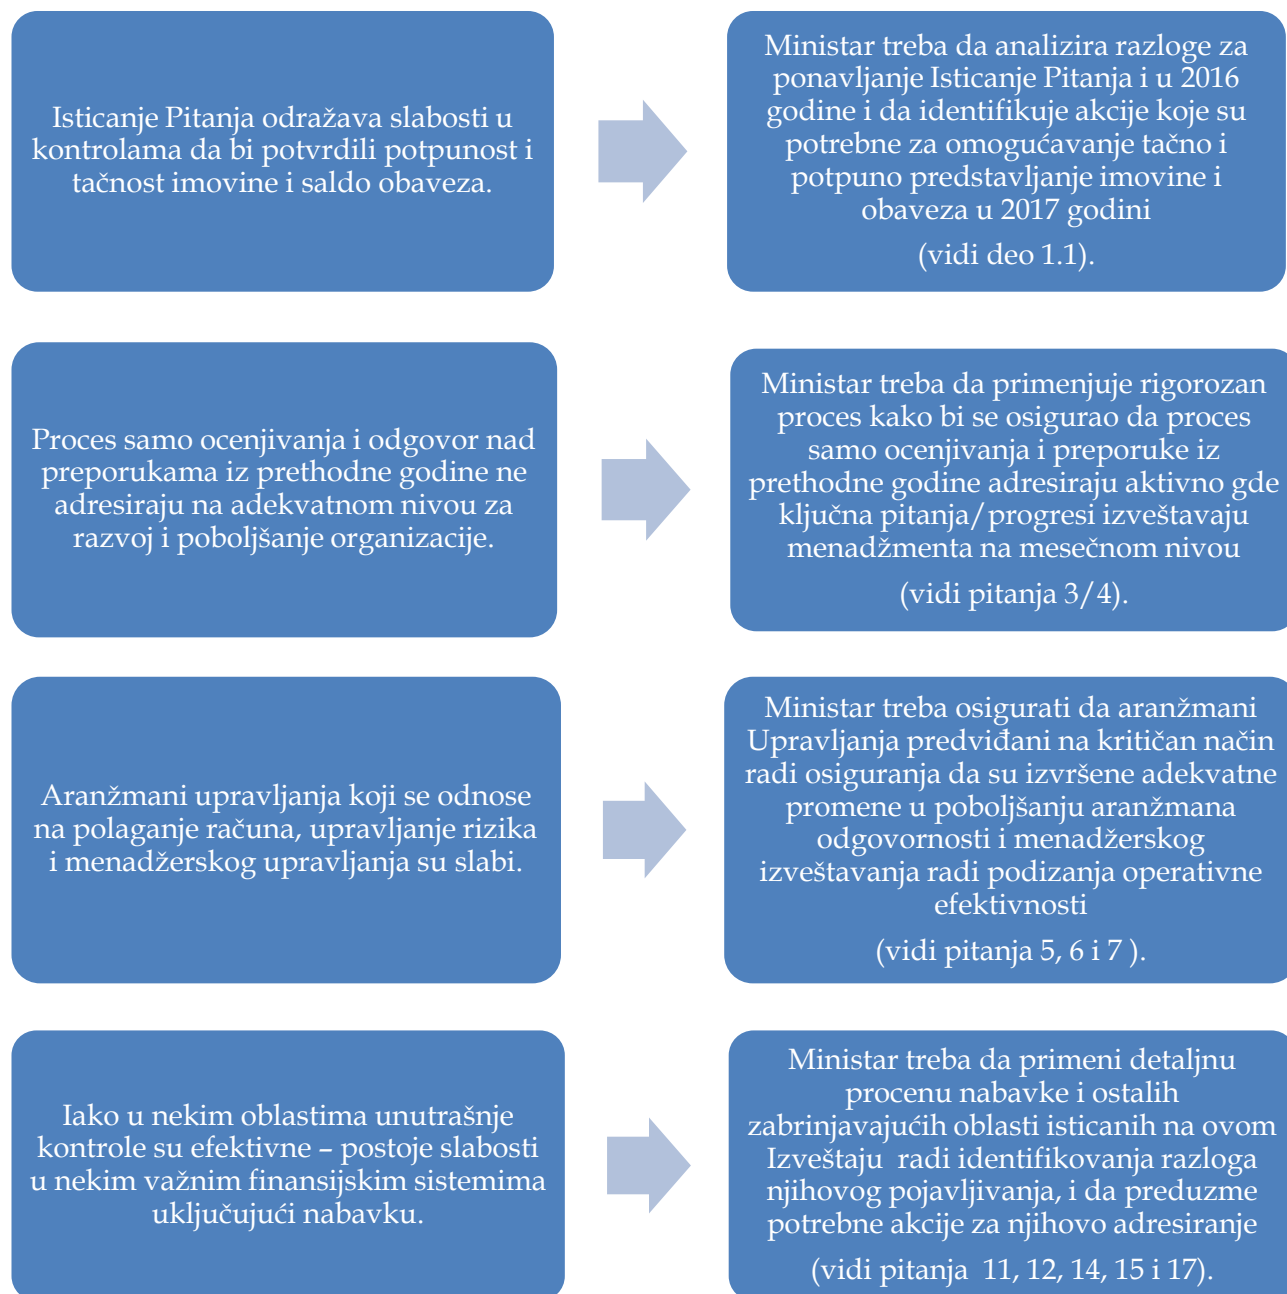 Isticanje Pitanja odražava slabosti u
kontrolama da bi potvrdili potpunost i
tačnost imovine i saldo obaveza.
Ministar treba da analizira razloge za
ponavljanje Isticanje Pitanja i u 2016
godine i da identifikuje akcije koje su
potrebne za omogućavanje tačno i
potpuno predstavljanje imovine i
obaveza u 2017 godini
(vidi deo 1.1).
Proces samo ocenjivanja i odgovor nad
preporukama iz prethodne godine ne
adresiraju na adekvatnom nivou za
razvoj i poboljšanje organizacije.
Ministar treba da primenjuje rigorozan
proces kako bi se osigurao da proces
samo ocenjivanja i preporuke iz
prethodne godine adresiraju aktivno gde
ključna pitanja/progresi izveštavaju
menadžmenta na mesečnom nivou
(vidi pitanja 3/4).
Aranžmani upravljanja koji se odnose
na polaganje računa, upravljanje rizika
i menadžerskog upravljanja su slabi.
Ministar treba osigurati da aranžmani
Upravljanja predviđani na kritičan način
radi osiguranja da su izvršene adekvatne
promene u poboljšanju aranžmana
odgovornosti i menadžerskog
izveštavanja radi podizanja operativne
efektivnosti
(vidi pitanja 5, 6 i 7 ).
Iako u nekim oblastima unutrašnje
kontrole su efektivne – postoje slabosti
u nekim važnim finansijskim sistemima
uključujući nabavku.
Ministar treba da primeni detaljnu
procenu nabavke i ostalih
zabrinjavajućih oblasti isticanih na ovom
Izveštaju radi identifikovanja razloga
njihovog pojavljivanja, i da preduzme
potrebne akcije za njihovo adresiranje
(vidi pitanja 11, 12, 14, 15 i 17).